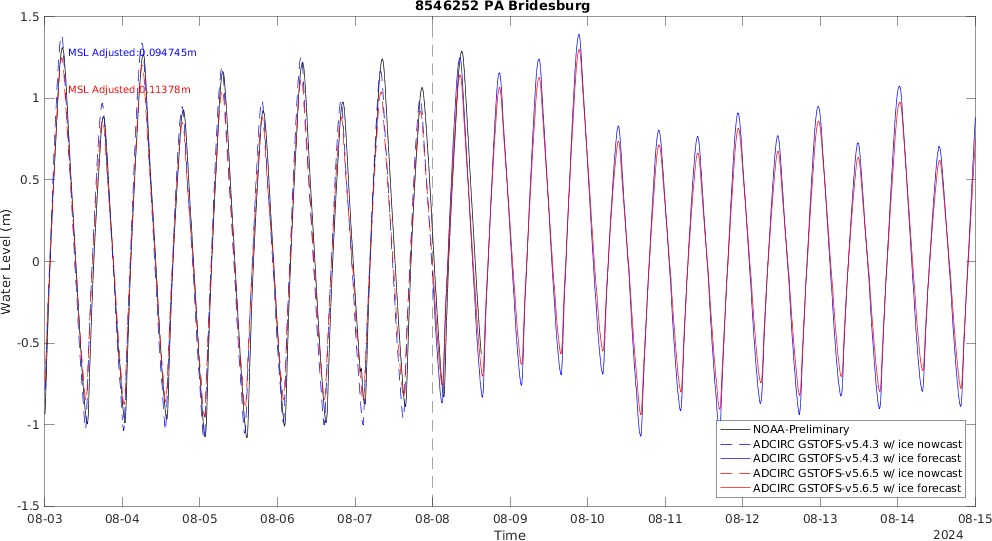 8546252 PA Bridesburg
1.5
1
0.5
0
-0.5
-1
-1.5
Water Level (m)
MSL Adjusted:0.094745m
MSL Adjusted:0.11378m
NOAA-Preliminary
ADCIRC GSTOFS-v5.4.3 w/ ice nowcast
ADCIRC GSTOFS-v5.4.3 w/ ice forecast
ADCIRC GSTOFS-v5.6.5 w/ ice nowcast
ADCIRC GSTOFS-v5.6.5 w/ ice forecast
08-03 08-04 08-05 08-06 08-07 08-08 08-09 08-10 08-11 08-12 08-13 08-14 08-15
Time
2024